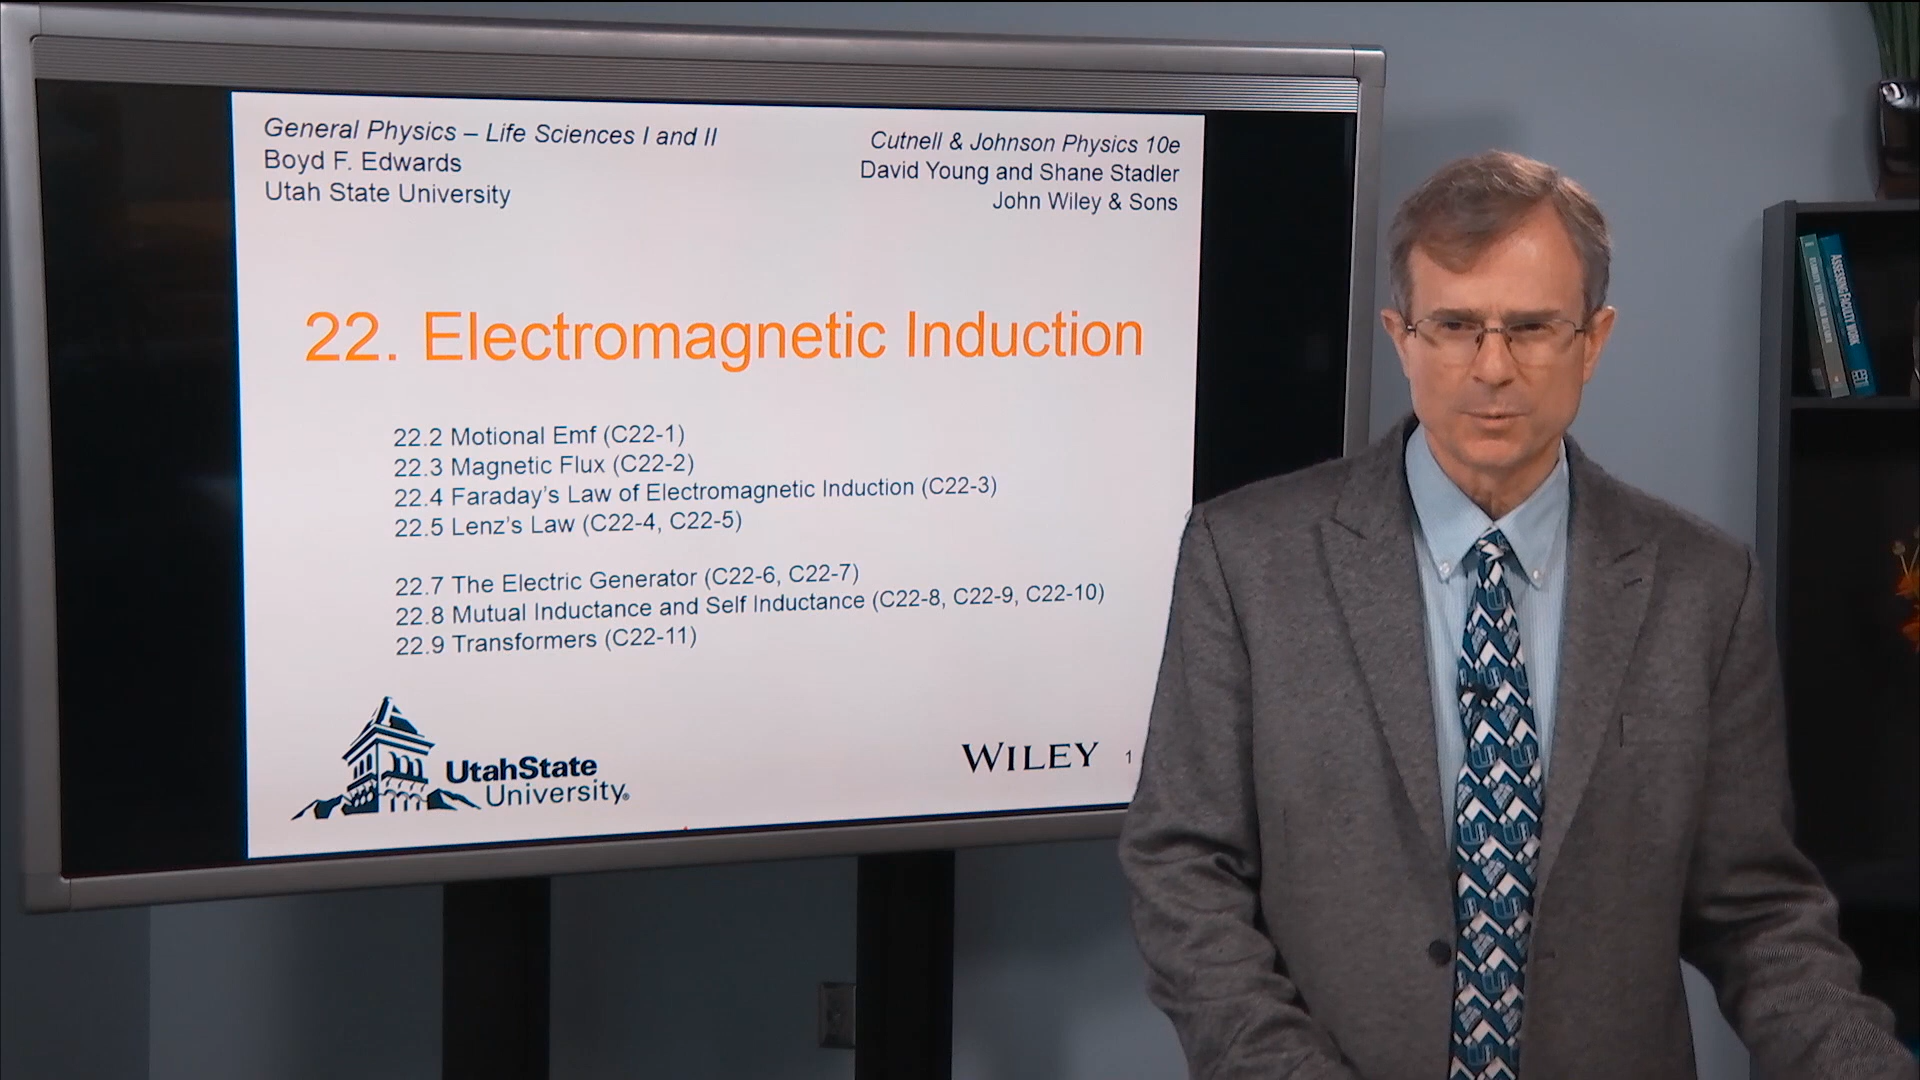 General Physics – Life Sciences I and II
Boyd F. Edwards
Utah State University
Cutnell & Johnson Physics 10e
David Young and Shane Stadler
John Wiley & Sons
22. Electromagnetic Induction
22.2 Motional Emf (C22-1)
22.3 Magnetic Flux (C22-2)
22.4 Faraday's Law of Electromagnetic Induction (C22-3)
22.5 Lenz's Law (C22-4, C22-5)
22.7 The Electric Generator (C22-6, C22-7)
22.8 Mutual Inductance and Self Inductance (C22-8, C22-9, C22-10)
22.9 Transformers (C22-11)
UtahState
University®
WILEY
1
ASSESSING FACULTY WORK